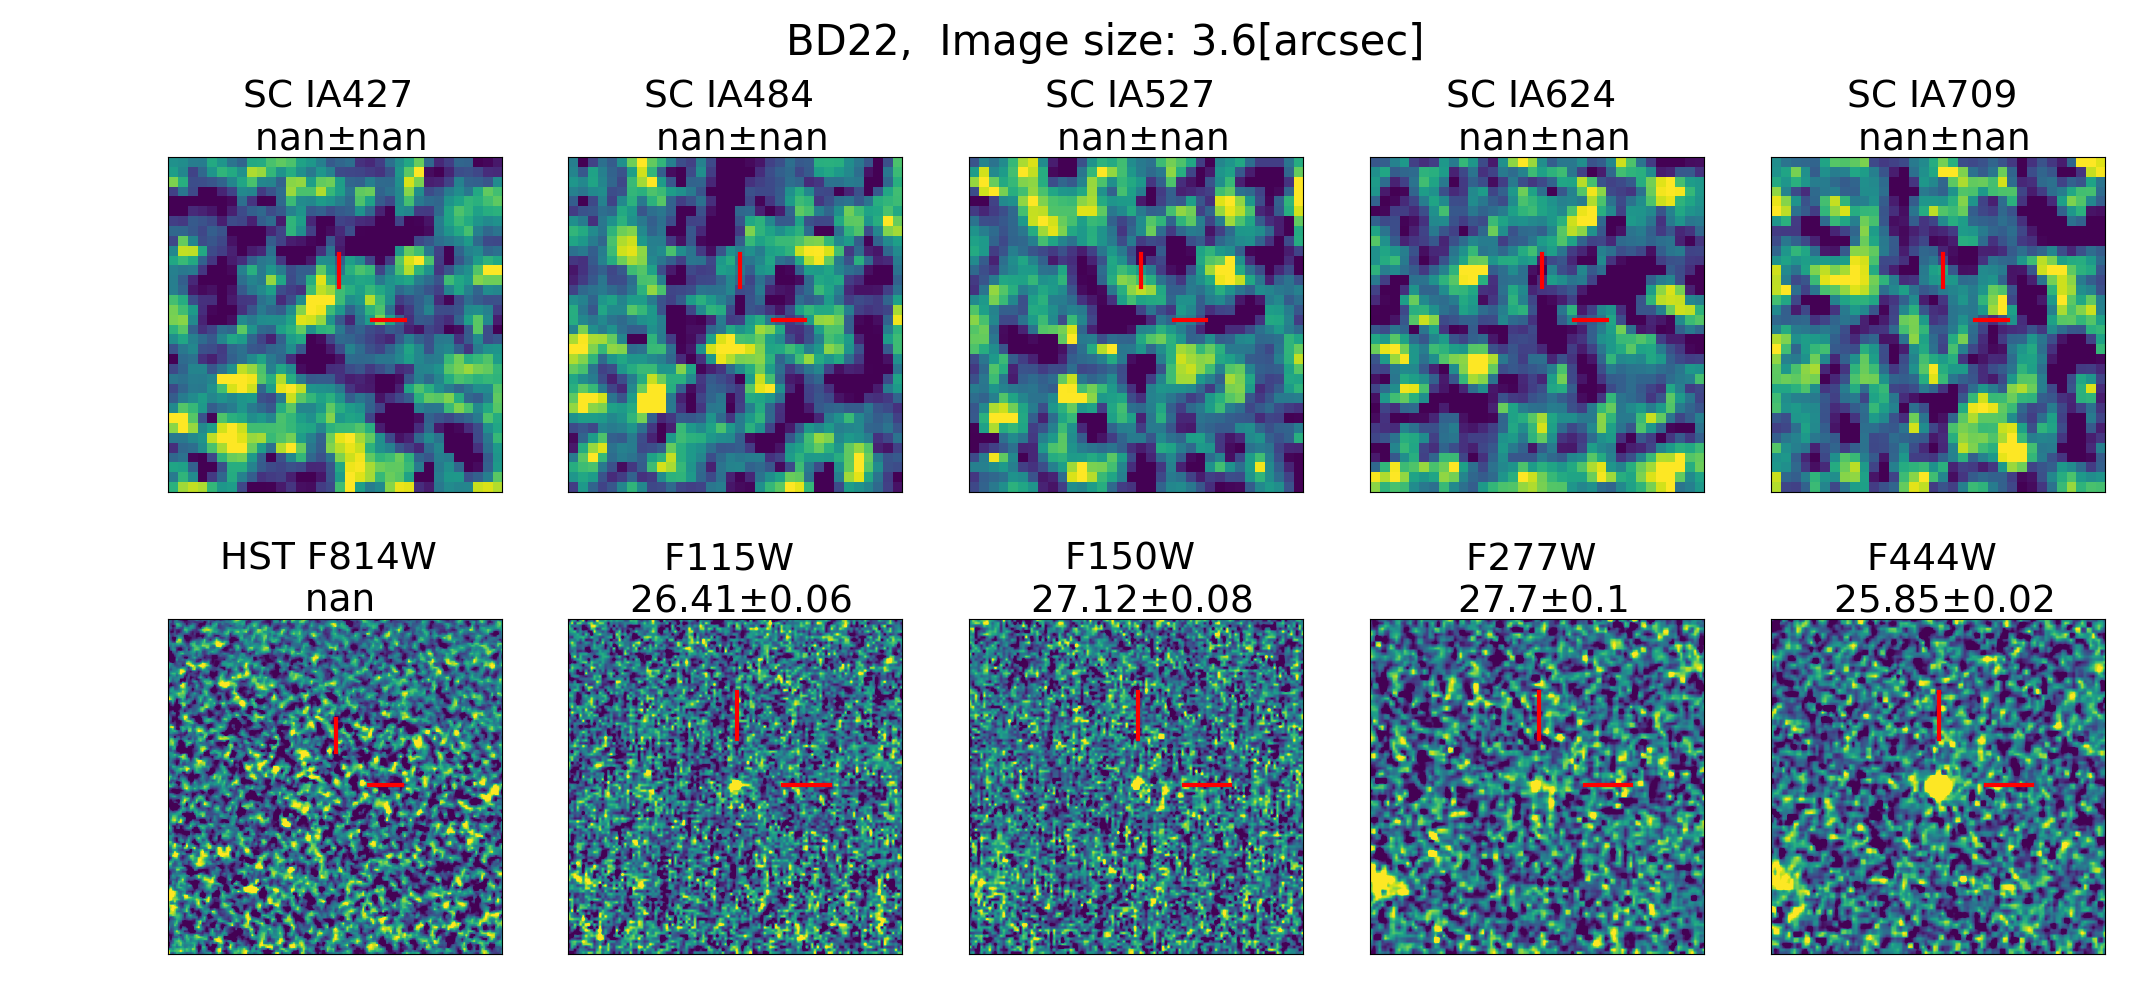 BD22,  Image size: 3.6[arcsec]
SC IA427
nan±nan
SC IA484
nan±nan
SC IA527
nan±nan
SC IA624
nan±nan
SC IA709
nan±nan
HST F814W
nan
F115W
26.41±0.06
F150W
27.12±0.08
F277W
27.7±0.1
F444W
25.85±0.02